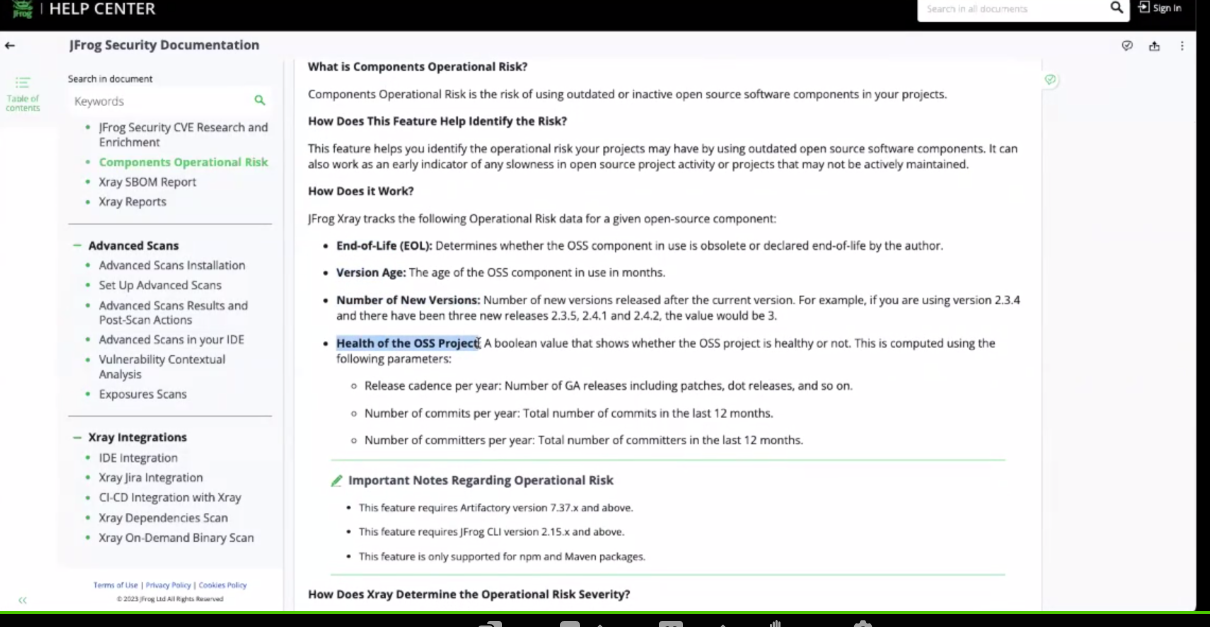 JFrog | HELP CENTER
Search in all documents
Sign In
JFrog Security Documentation
Table of
contents
Search in document
Keywords
JFrog Security CVE Research and
Enrichment
Components Operational Risk
Xray SBOM Report
Xray Reports
Advanced Scans
Advanced Scans Installation
Set Up Advanced Scans
Advanced Scans Results and
Post-Scan Actions
Advanced Scans in your IDE
Vulnerability Contextual
Analysis
Exposures Scans
Xray Integrations
IDE Integration
Xray Jira Integration
CI-CD Integration with Xray
Xray Dependencies Scan
Xray On-Demand Binary Scan
Terms of Use | Privacy Policy | Cookies Policy
© 2023 JFrog Ltd All Rights Reserved
What is Components Operational Risk?
Components Operational Risk is the risk of using outdated or inactive open source software components in your projects.
How Does This Feature Help Identify the Risk?
This feature helps you identify the operational risk your projects may have by using outdated open source software components. It can
also work as an early indicator of any slowness in open source project activity or projects that may not be actively maintained.
How Does it Work?
JFrog Xray tracks the following Operational Risk data for a given open-source component:
End-of-Life (EOL): Determines whether the OSS component in use is obsolete or declared end-of-life by the author.
Version Age: The age of the OSS component in use in months.
Number of New Versions: Number of new versions released after the current version. For example, if you are using version 2.3.4
and there have been three new releases 2.3.5, 2.4.1 and 2.4.2, the value would be 3.
Health of the OSS Project: A boolean value that shows whether the OSS project is healthy or not. This is computed using the
following parameters:
Release cadence per year: Number of GA releases including patches, dot releases, and so on.
Number of commits per year: Total number of commits in the last 12 months.
Number of committers per year: Total number of committers in the last 12 months.
Important Notes Regarding Operational Risk
This feature requires Artifactory version 7.37.x and above.
This feature requires JFrog CLI version 2.15.x and above.
This feature is only supported for npm and Maven packages.
How Does Xray Determine the Operational Risk Severity?